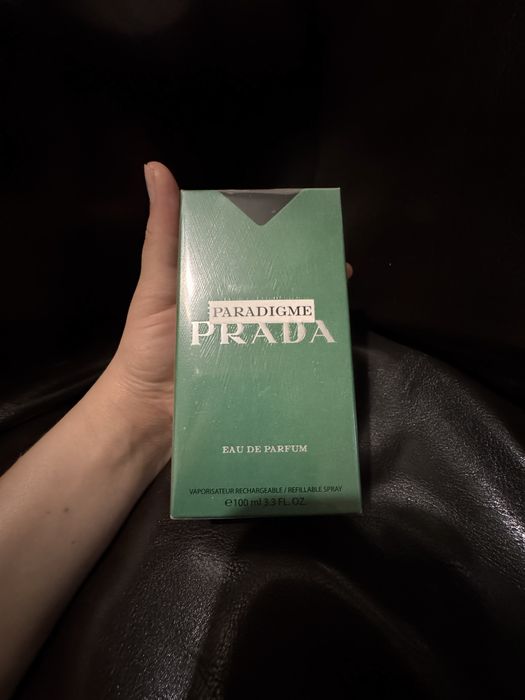 PARADIGME
PRADA
EAU DE PARFUM
VAPORISATEUR RECHARGEABLE / REFILLABLE SPRAY
℮100 ml 3.3 FL. OZ.